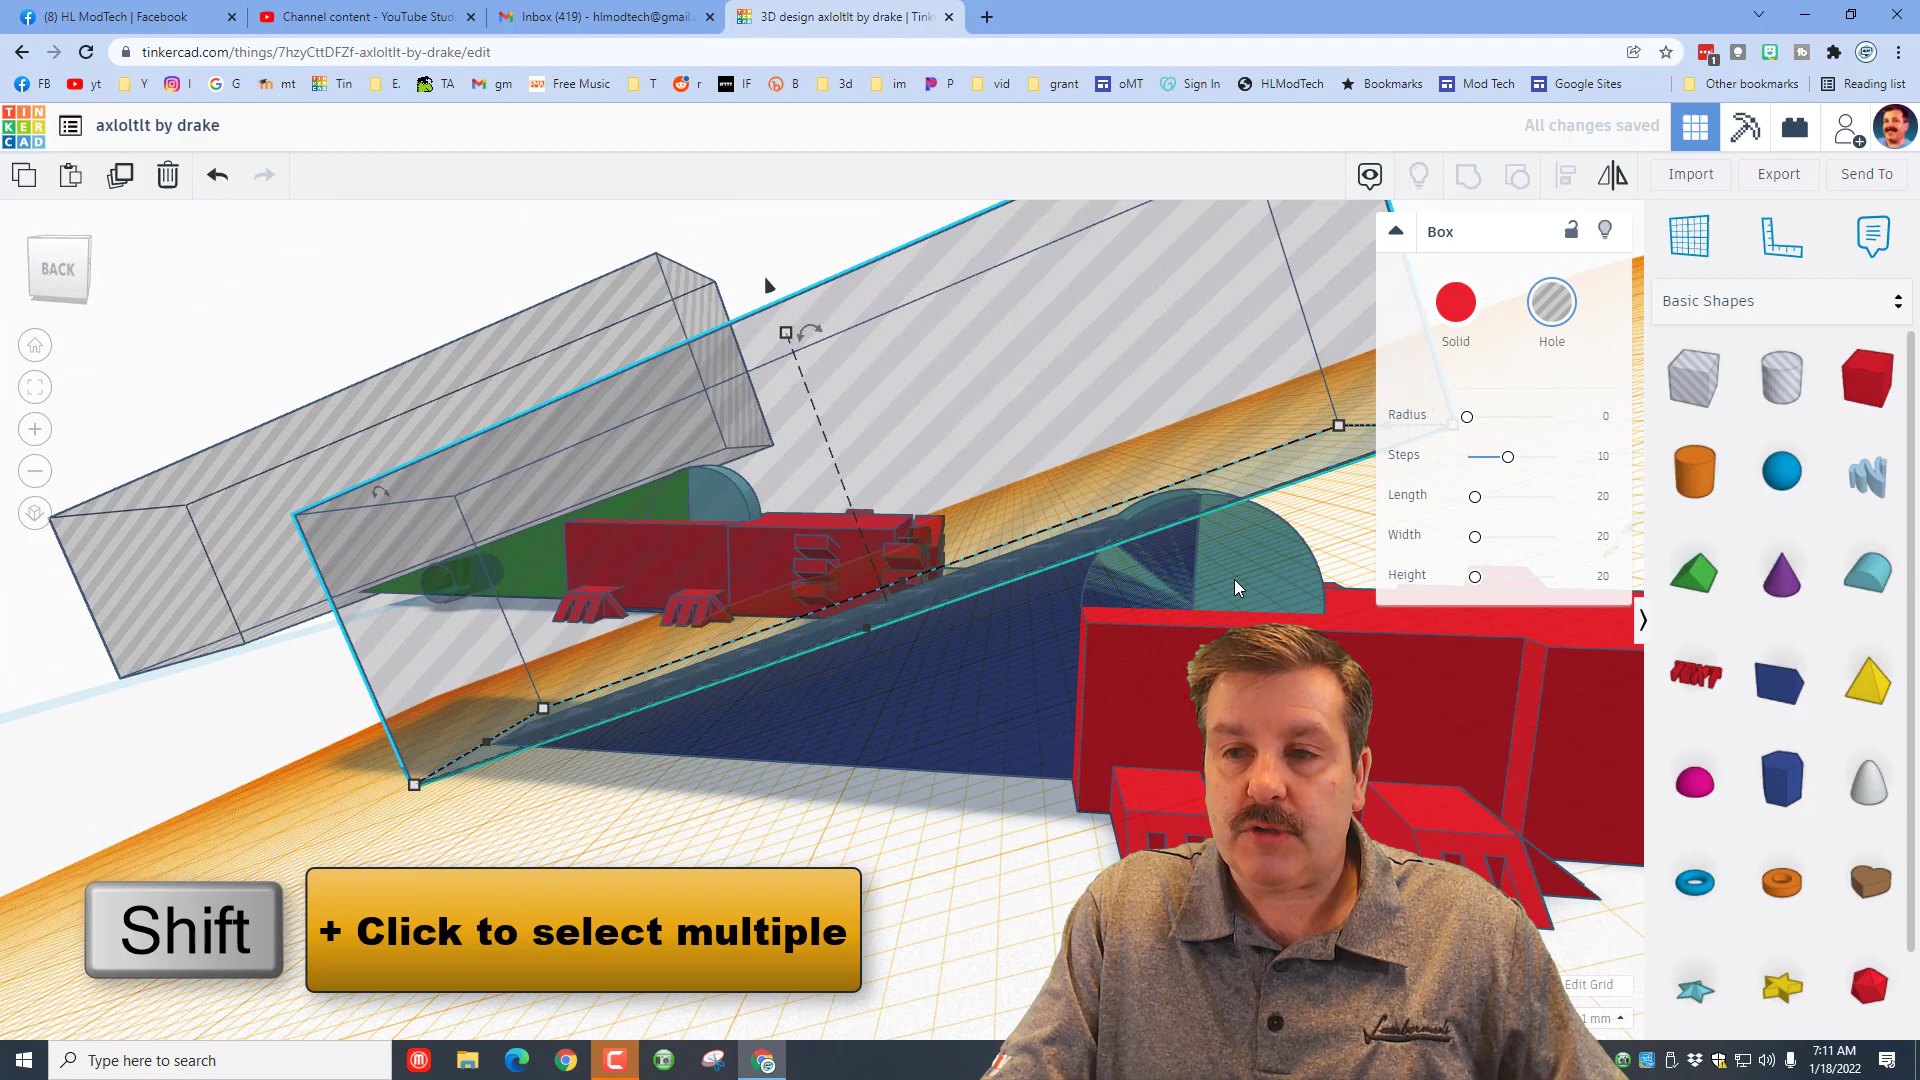 (8) HL ModTech | Facebook
Channel content - YouTube Stud
Inbox (419) - hlmodtech@gmail.
3D design axloltlt by drake | Tink
tinkercad.com/things/7hzyCttDFZf-axloltlt-by-drake/edit
FB yt Y I G mt Tin E. TA gm Free Music T r IF B 3d im P vid grant oMT Sign In HLModTech Bookmarks Mod Tech Google Sites Other bookmarks Reading list
TINKERCAD
axloltlt by drake
All changes saved
Import Export Send To
BACK
Box
Solid Hole
Radius 0
Steps 10
Length 20
Width 20
Height 20
Basic Shapes
TEXT
Shift + Click to select multiple
Edit Grid
1 mm
Type here to search
7:11 AM
1/18/2022